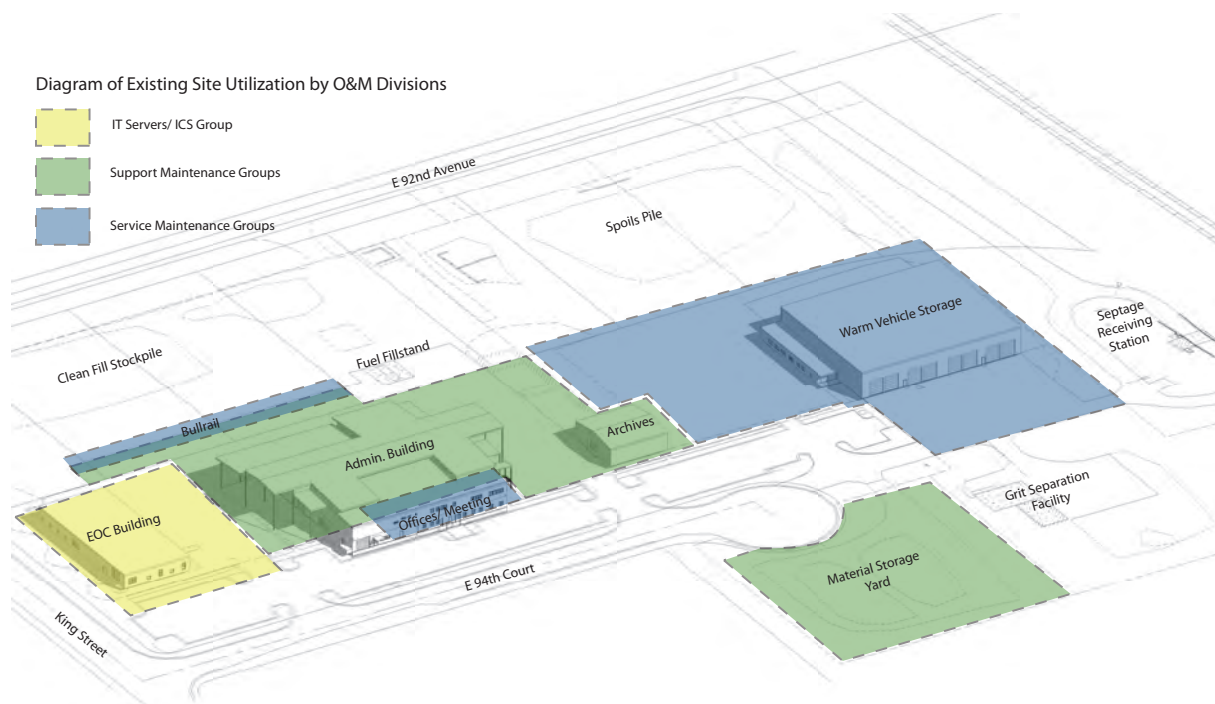 Diagram of Existing Site Utilization by O&M Divisions
IT Servers/ ICS Group
Support Maintenance Groups
Service Maintenance Groups
E 92nd Avenue
Spoils Pile
Warm Vehicle Storage
Septage
Receiving
Station
Clean Fill Stockpile
Fuel Fillstand
Bullrail
Admin. Building
Archives
EOC Building
Offices/ Meeting
Grit Separation
Facility
E 94th Court
Material Storage
Yard
King Street